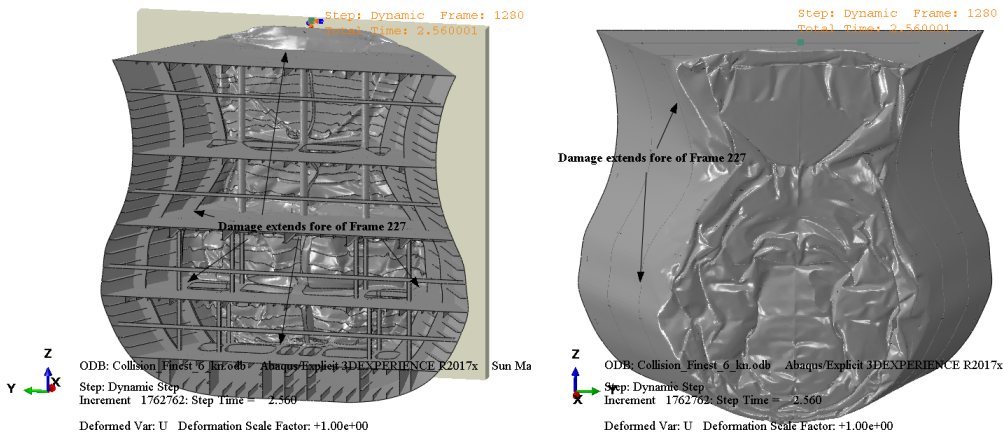 Step: Dynamic Frame: 1280
Total Time: 2.560001
Damage extends fore of Frame 227
Z
Y
X
ODB: Collision_Finest_6_kn.odb Abaqus/Explicit 3DEXPERIENCE R2017x Sun Ma
Step: Dynamic Step
Increment 1762762: Step Time = 2.560
Deformed Var: U Deformation Scale Factor: +1.00e+00
Step: Dynamic Frame: 1280
Total Time: 2.560001
Damage extends fore of Frame 227
Z
Y
X
ODB: Collision_Finest_6_kn.odb Abaqus/Explicit 3DEXPERIENCE R2017x
Step: Dynamic Step
Increment 1762762: Step Time = 2.560
Deformed Var: U Deformation Scale Factor: +1.00e+00